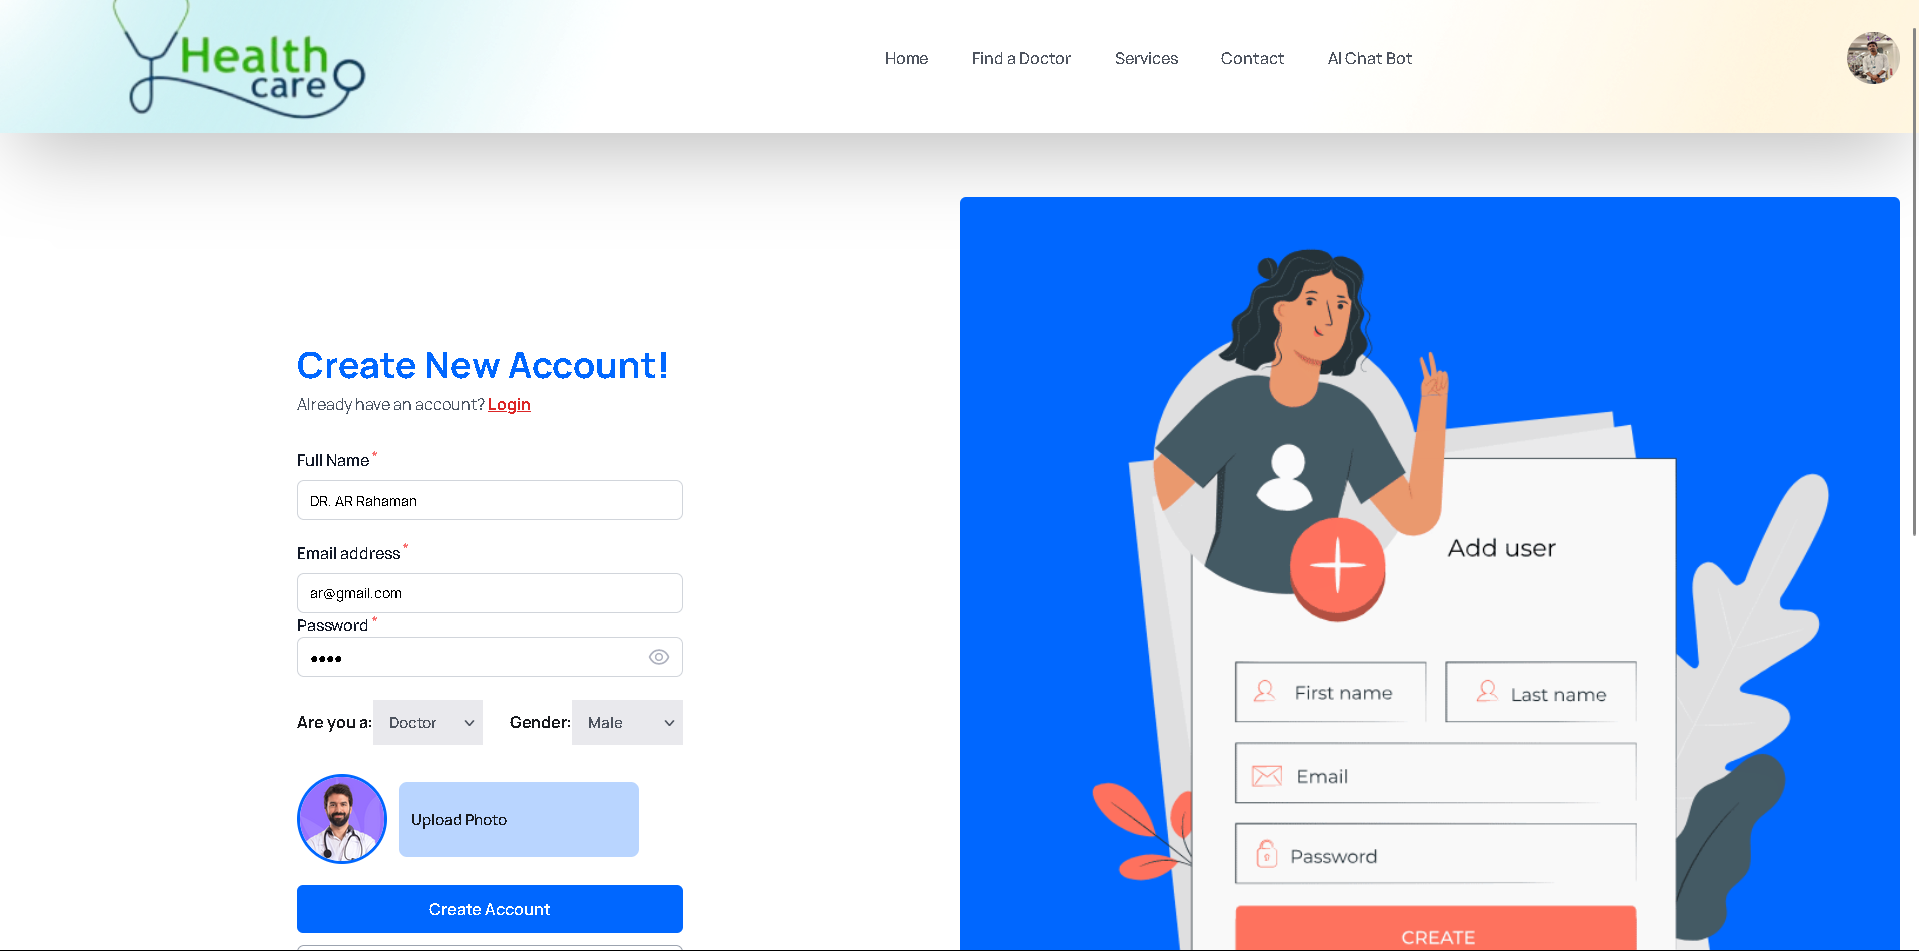 Health
care
Home Find a Doctor Services Contact AI Chat Bot
Create New Account!
Already have an account? Login
Full Name *
DR. AR Rahaman
Email address *
ar@gmail.com
Password *
••••
Are you a: Doctor Gender: Male
Upload Photo
Create Account
Add user
First name Last name
Email
Password
CREATE